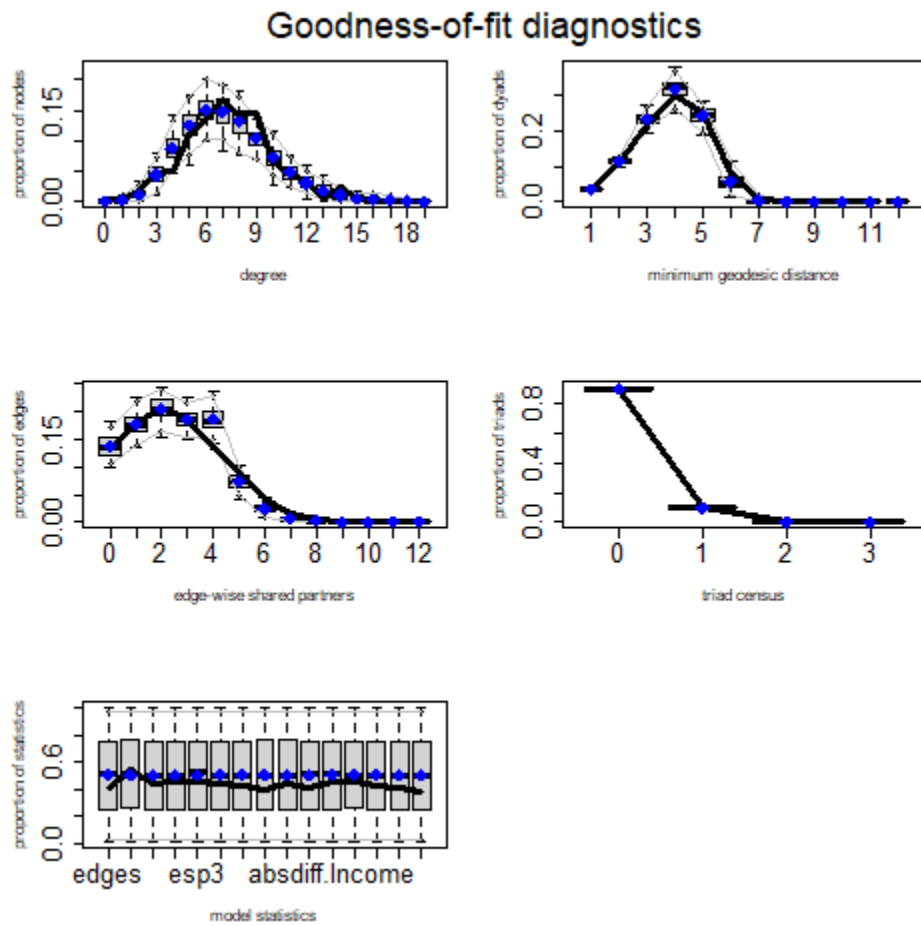 Goodness-of-fit diagnostics
proportion of nodes
0.00 0.15
0 3 6 9 12 15 18
degree
proportion of dyads
0.0 0.2
1 3 5 7 9 11
minimum geodesic distance
proportion of edges
0.00 0.15
0 2 4 6 8 10 12
edge-wise shared partners
proportion of triads
0.0 0.4 0.8
0 1 2 3
triad census
proportion of statistics
0.0 0.6
edges esp3 absdiff.Income
model statistics